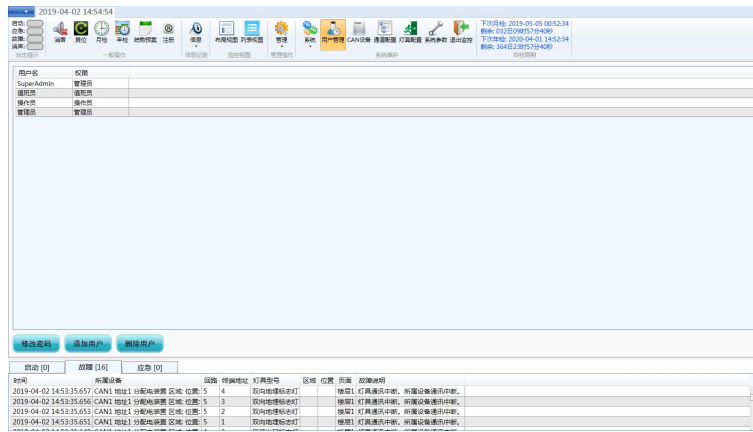 2019-04-02 14:54:54
启动:
应急:
故障:
消声:
消音 复位 月检 年检 疏散预案 注册 信息 布局视图 列表视图 管理 系统 用户管理 CAN设备 通道配置 灯具配置 系统参数 退出监控
下次月检: 2019-05-05 00:52:34
剩余: 032日09时57分40秒
下次年检: 2020-04-01 14:52:34
剩余: 364日23时57分40秒
状态指示 一般操作 信息记录 监控视图 管理操作 系统维护 自检周期
用户名 权限
SuperAdmin 管理员
值班员 值班员
操作员 操作员
管理员 管理员
修改密码 添加用户 删除用户
启动 [0] 故障 [16] 应急 [0]
时间 所属设备 回路 终端地址 灯具型号 区域 位置 页面 故障说明
2019-04-02 14:53:35.657 CAN1 地址1 分配电装置 区域: 位置: 5 4 双向地埋标志灯 楼层1 灯具通讯中断。所属设备通讯中断。
2019-04-02 14:53:35.656 CAN1 地址1 分配电装置 区域: 位置: 5 3 双向地埋标志灯 楼层1 灯具通讯中断。所属设备通讯中断。
2019-04-02 14:53:35.653 CAN1 地址1 分配电装置 区域: 位置: 5 2 双向地埋标志灯 楼层1 灯具通讯中断。所属设备通讯中断。
2019-04-02 14:53:35.651 CAN1 地址1 分配电装置 区域: 位置: 5 1 双向地埋标志灯 楼层1 灯具通讯中断。所属设备通讯中断。